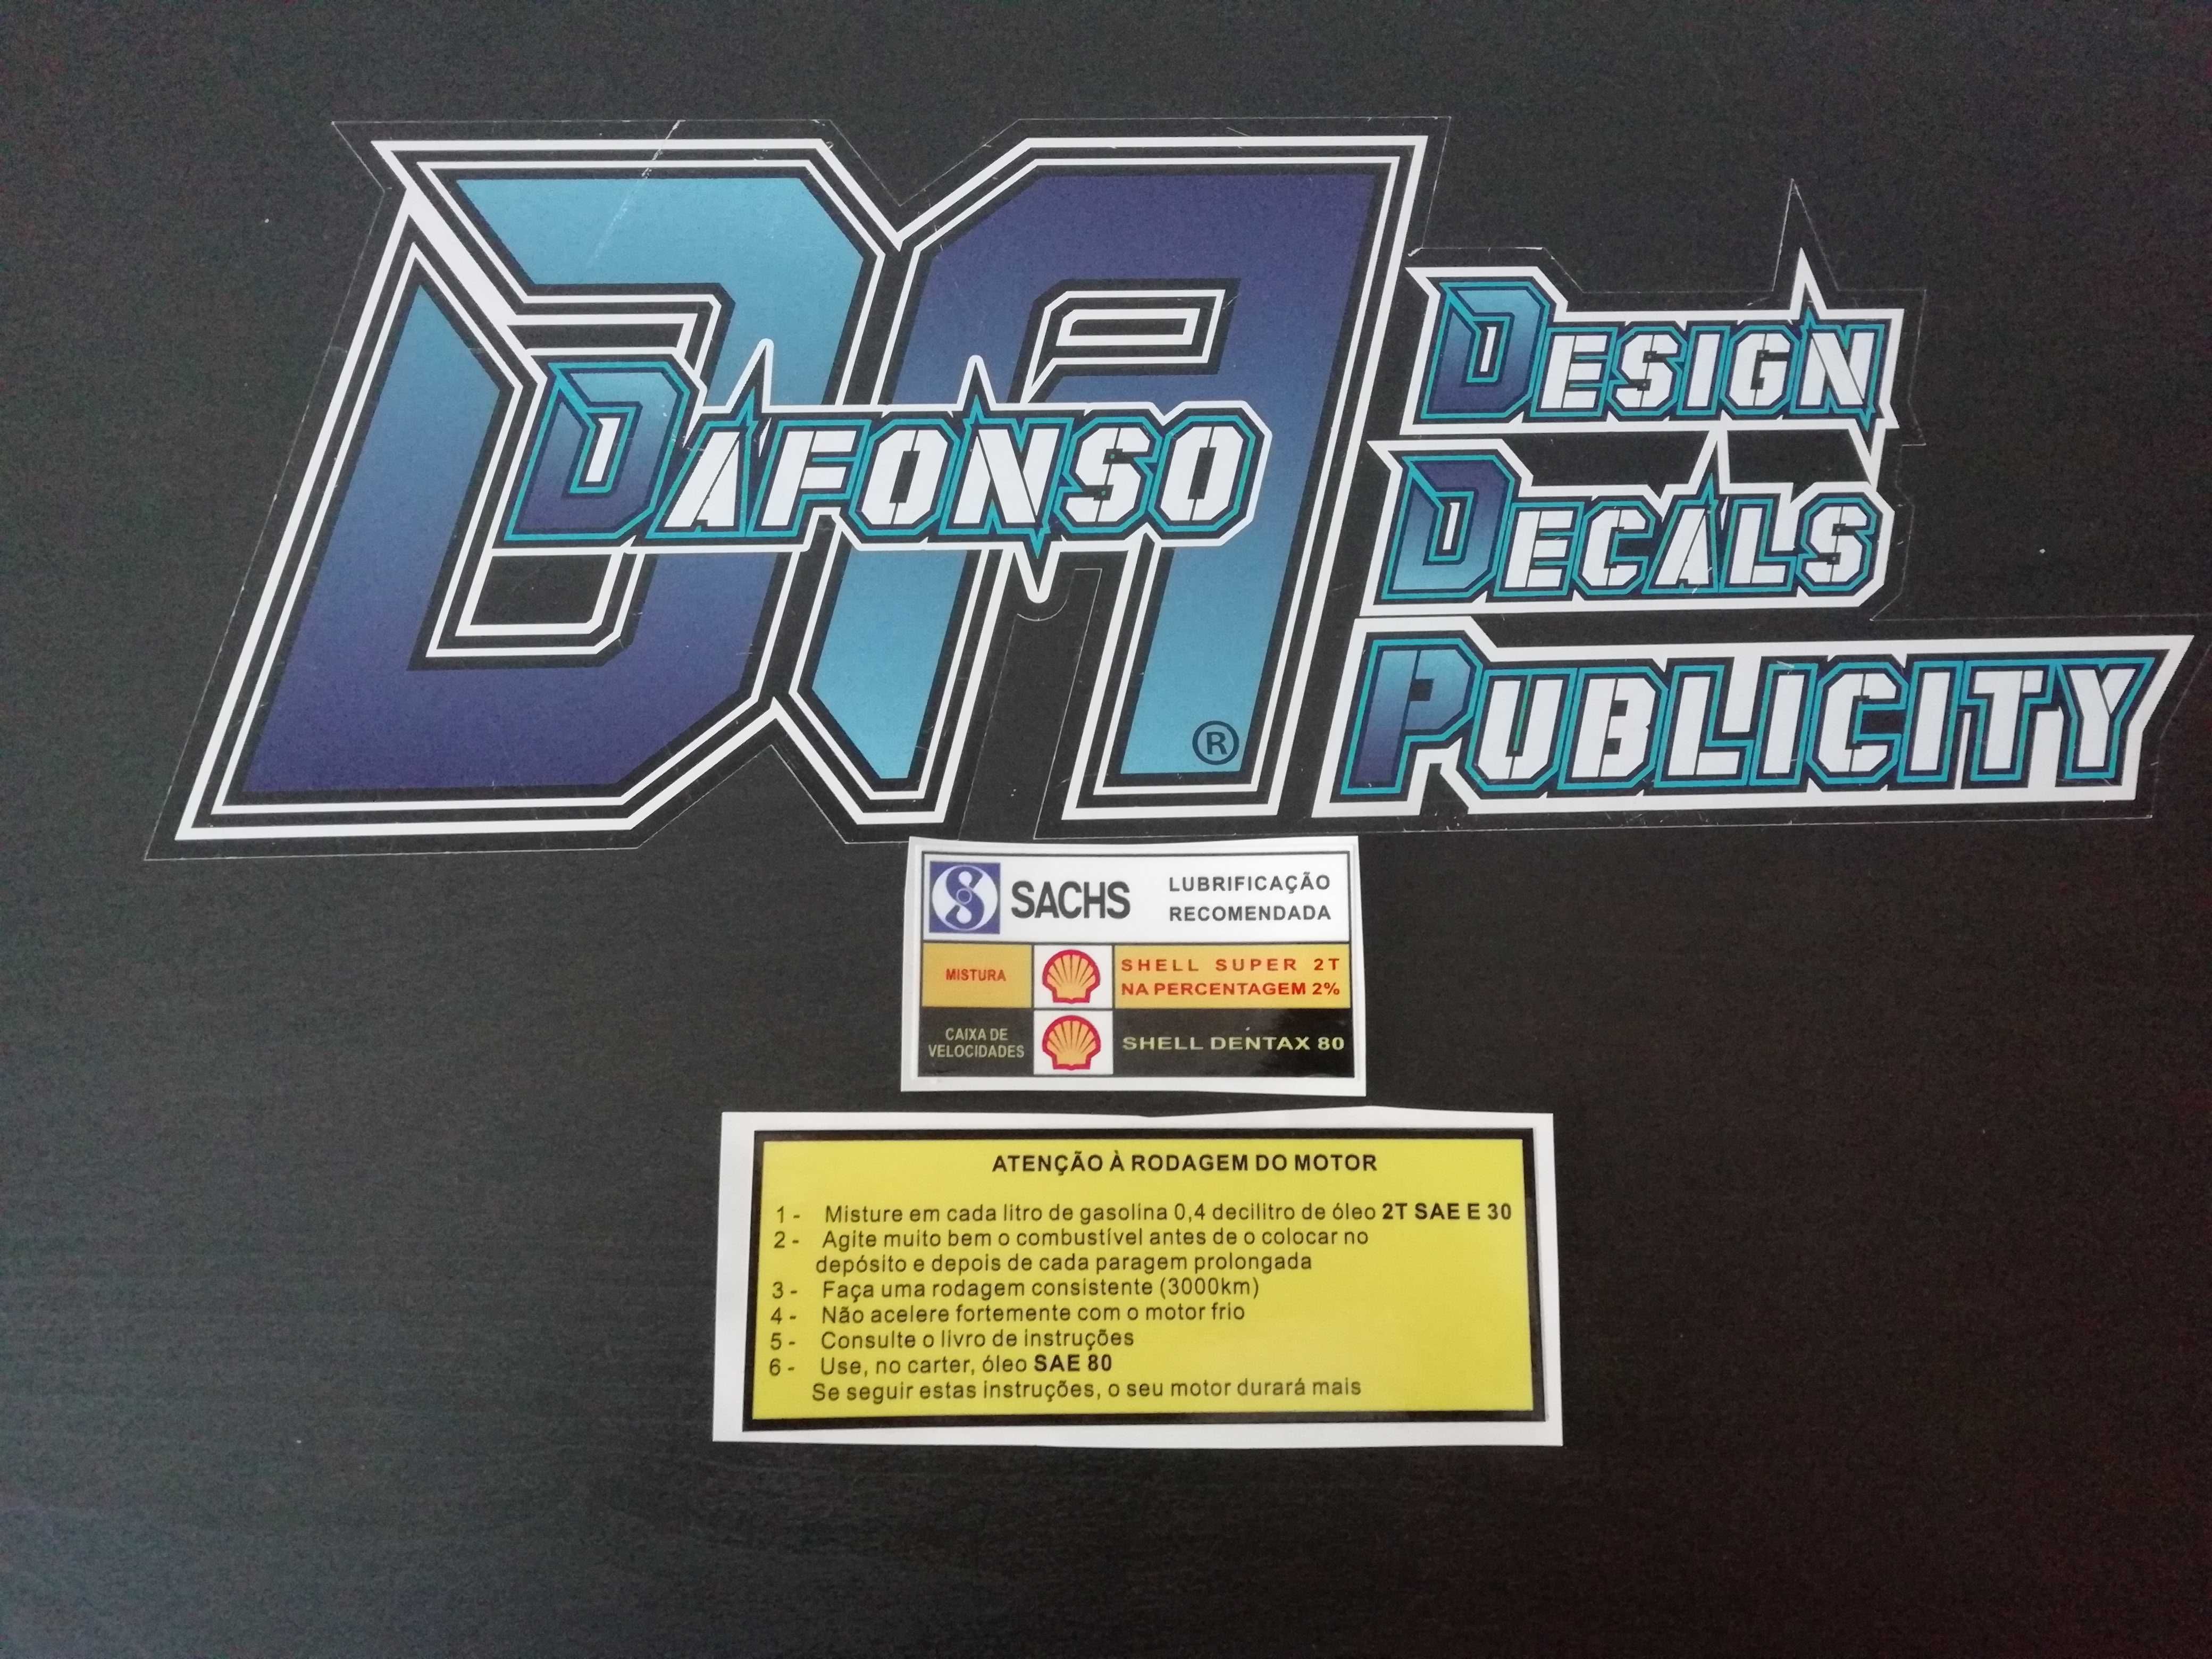 DA
DAFONSO
®
DESIGN
DECALS
PUBLICITY
SACHS
LUBRIFICAÇÃO
RECOMENDADA
MISTURA
SHELL SUPER 2T
NA PERCENTAGEM 2%
CAIXA DE
VELOCIDADES
SHELL DENTAX 80
ATENÇÃO À RODAGEM DO MOTOR
1 - Misture em cada litro de gasolina 0,4 decilitro de óleo 2T SAE E 30
2 - Agite muito bem o combustível antes de o colocar no
depósito e depois de cada paragem prolongada
3 - Faça uma rodagem consistente (3000km)
4 - Não acelere fortemente com o motor frio
5 - Consulte o livro de instruções
6 - Use, no carter, óleo SAE 80
Se seguir estas instruções, o seu motor durará mais